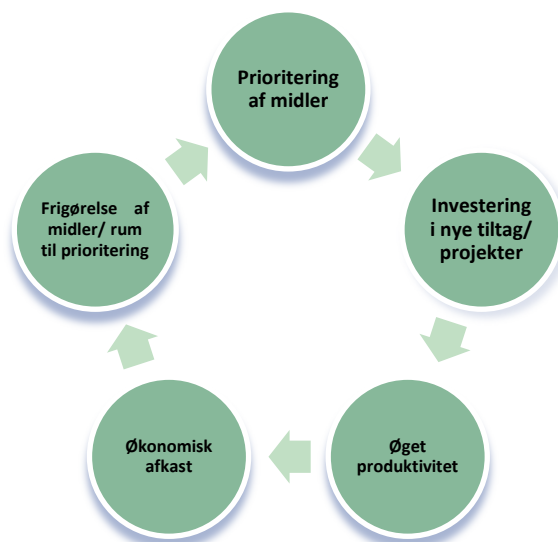 Prioritering
af midler
Investering
i nye tiltag/
projekter
Øget
produktivitet
Økonomisk
afkast
Frigørelse af
midler/ rum
til prioritering